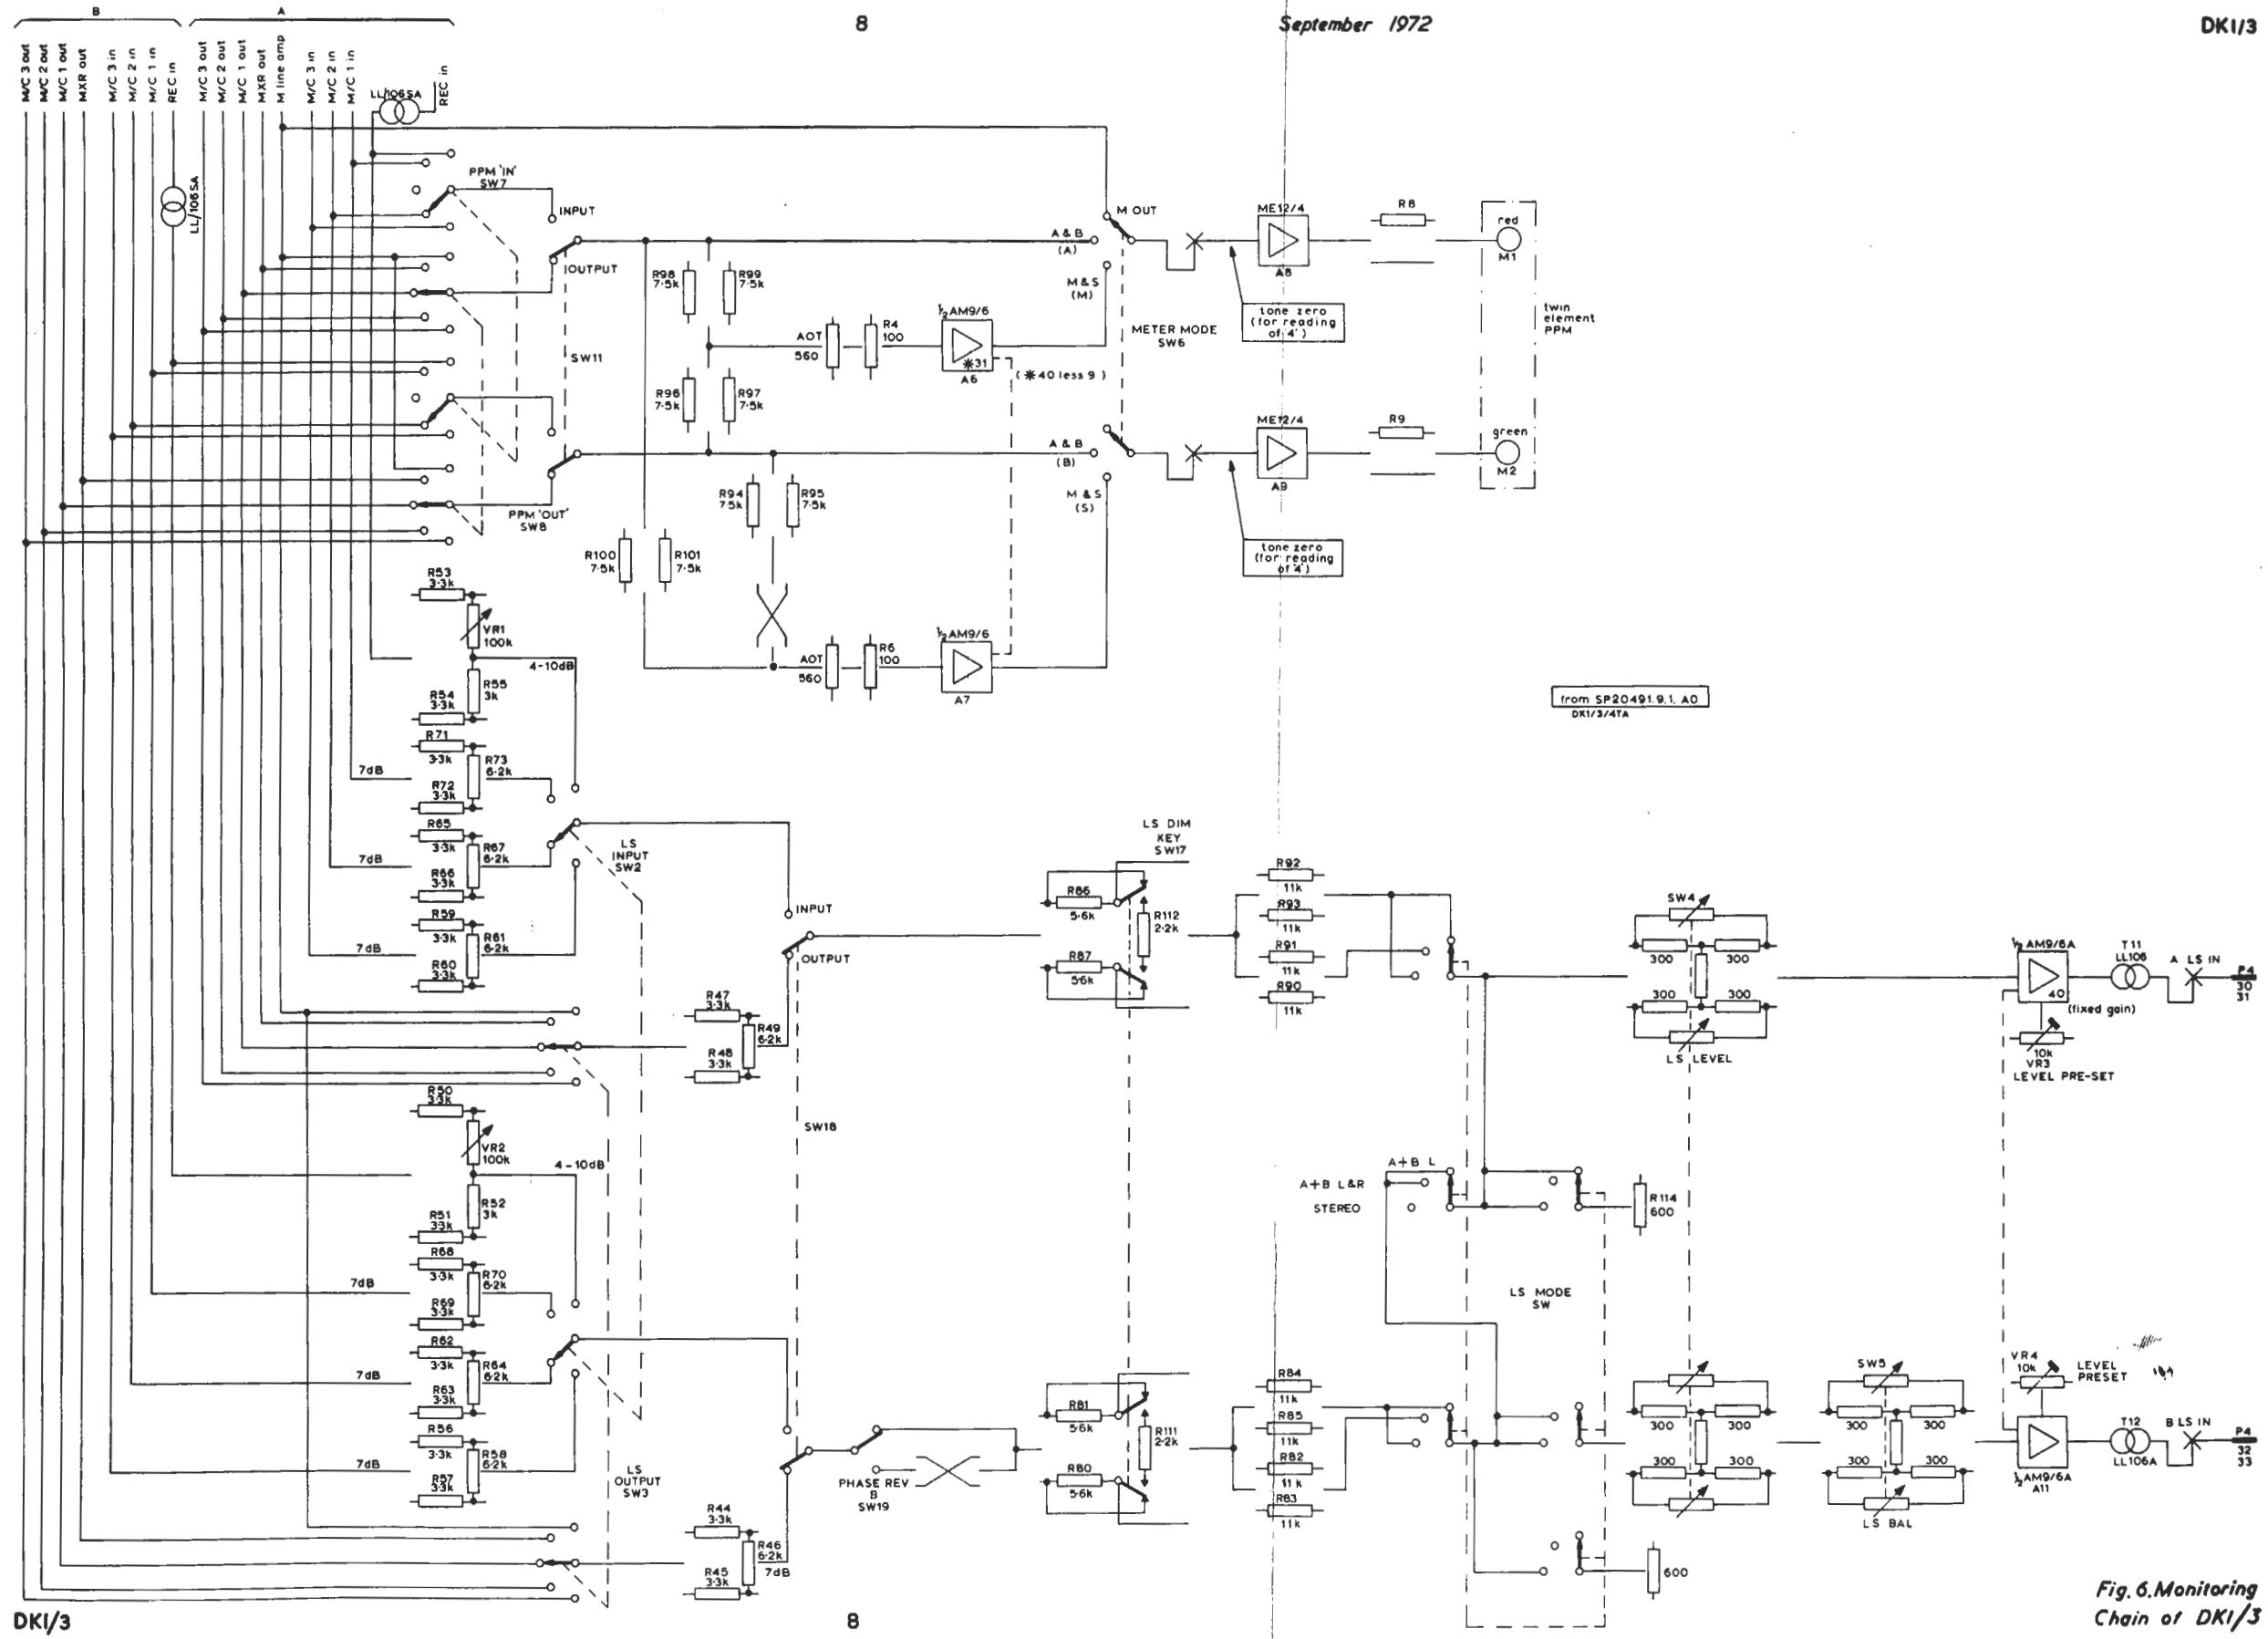 B
A
8
September 1972
DK1/3
M/C 3 out
M/C 2 out
M/C 1 out
MXR out
M/C 3 in
M/C 2 in
M/C 1 in
REC in
M/C 3 out
M/C 2 out
M/C 1 out
MXR out
M line amp
M/C 3 in
M/C 2 in
M/C 1 in
LL/106SA
REC in
LL/106SA
PPM 'IN'
SW7
INPUT
OUTPUT
SW11
PPM 'OUT'
SW8
R98
7·5k
R99
7·5k
R96
7·5k
R97
7·5k
R94
7·5k
R95
7·5k
R100
7·5k
R101
7·5k
AOT
560
R4
100
½AM9/6
✳31
A6
(✳40 less 9)
AOT
560
R6
100
½AM9/6
A7
M OUT
A & B
(A)
M & S
(M)
METER MODE
SW6
A & B
(B)
M & S
(S)
ME12/4
A8
tone zero
(for reading
of '4')
R8
red
M1
twin
element
PPM
ME12/4
A9
tone zero
(for reading
of '4')
R9
green
M2
from SP20491.9.1. AO
DK1/3/4TA
R53
3·3k
VR1
100k
4-10dB
R55
3k
R54
3·3k
R71
3·3k
7dB
R73
6·2k
R72
3·3k
R65
3·3k
7dB
R67
6·2k
R66
3·3k
R59
3·3k
7dB
R61
6·2k
R60
3·3k
LS
INPUT
SW2
INPUT
OUTPUT
R47
3·3k
R49
6·2k
R48
3·3k
SW18
LS DIM
KEY
SW17
R86
5·6k
R112
2·2k
R87
5·6k
R92
11k
R93
11k
R91
11k
R90
11k
SW4
300
300
300
300
LS LEVEL
½AM9/6A
40
(fixed gain)
10k
VR3
LEVEL PRE-SET
T11
LL106
A LS IN
P4
30
31
R50
3·3k
VR2
100k
4-10dB
R52
3k
R51
3·3k
R68
3·3k
7dB
R70
6·2k
R69
3·3k
R62
3·3k
7dB
R64
6·2k
R63
3·3k
R56
3·3k
7dB
R58
6·2k
R57
3·3k
LS
OUTPUT
SW3
R44
3·3k
R46
6·2k
7dB
R45
3·3k
PHASE REV
B
SW19
R81
5·6k
R111
2·2k
R80
5·6k
R84
11k
R85
11k
R82
11k
R83
11k
A+B L
A+B L&R
STEREO
R114
600
LS MODE
SW
600
300
300
300
300
SW5
300
300
300
300
LS BAL
VR4
10k
LEVEL
PRESET
½AM9/6A
A11
T12
LL106A
B LS IN
P4
32
33
DK1/3
8
Fig. 6. Monitoring
Chain of DK1/3